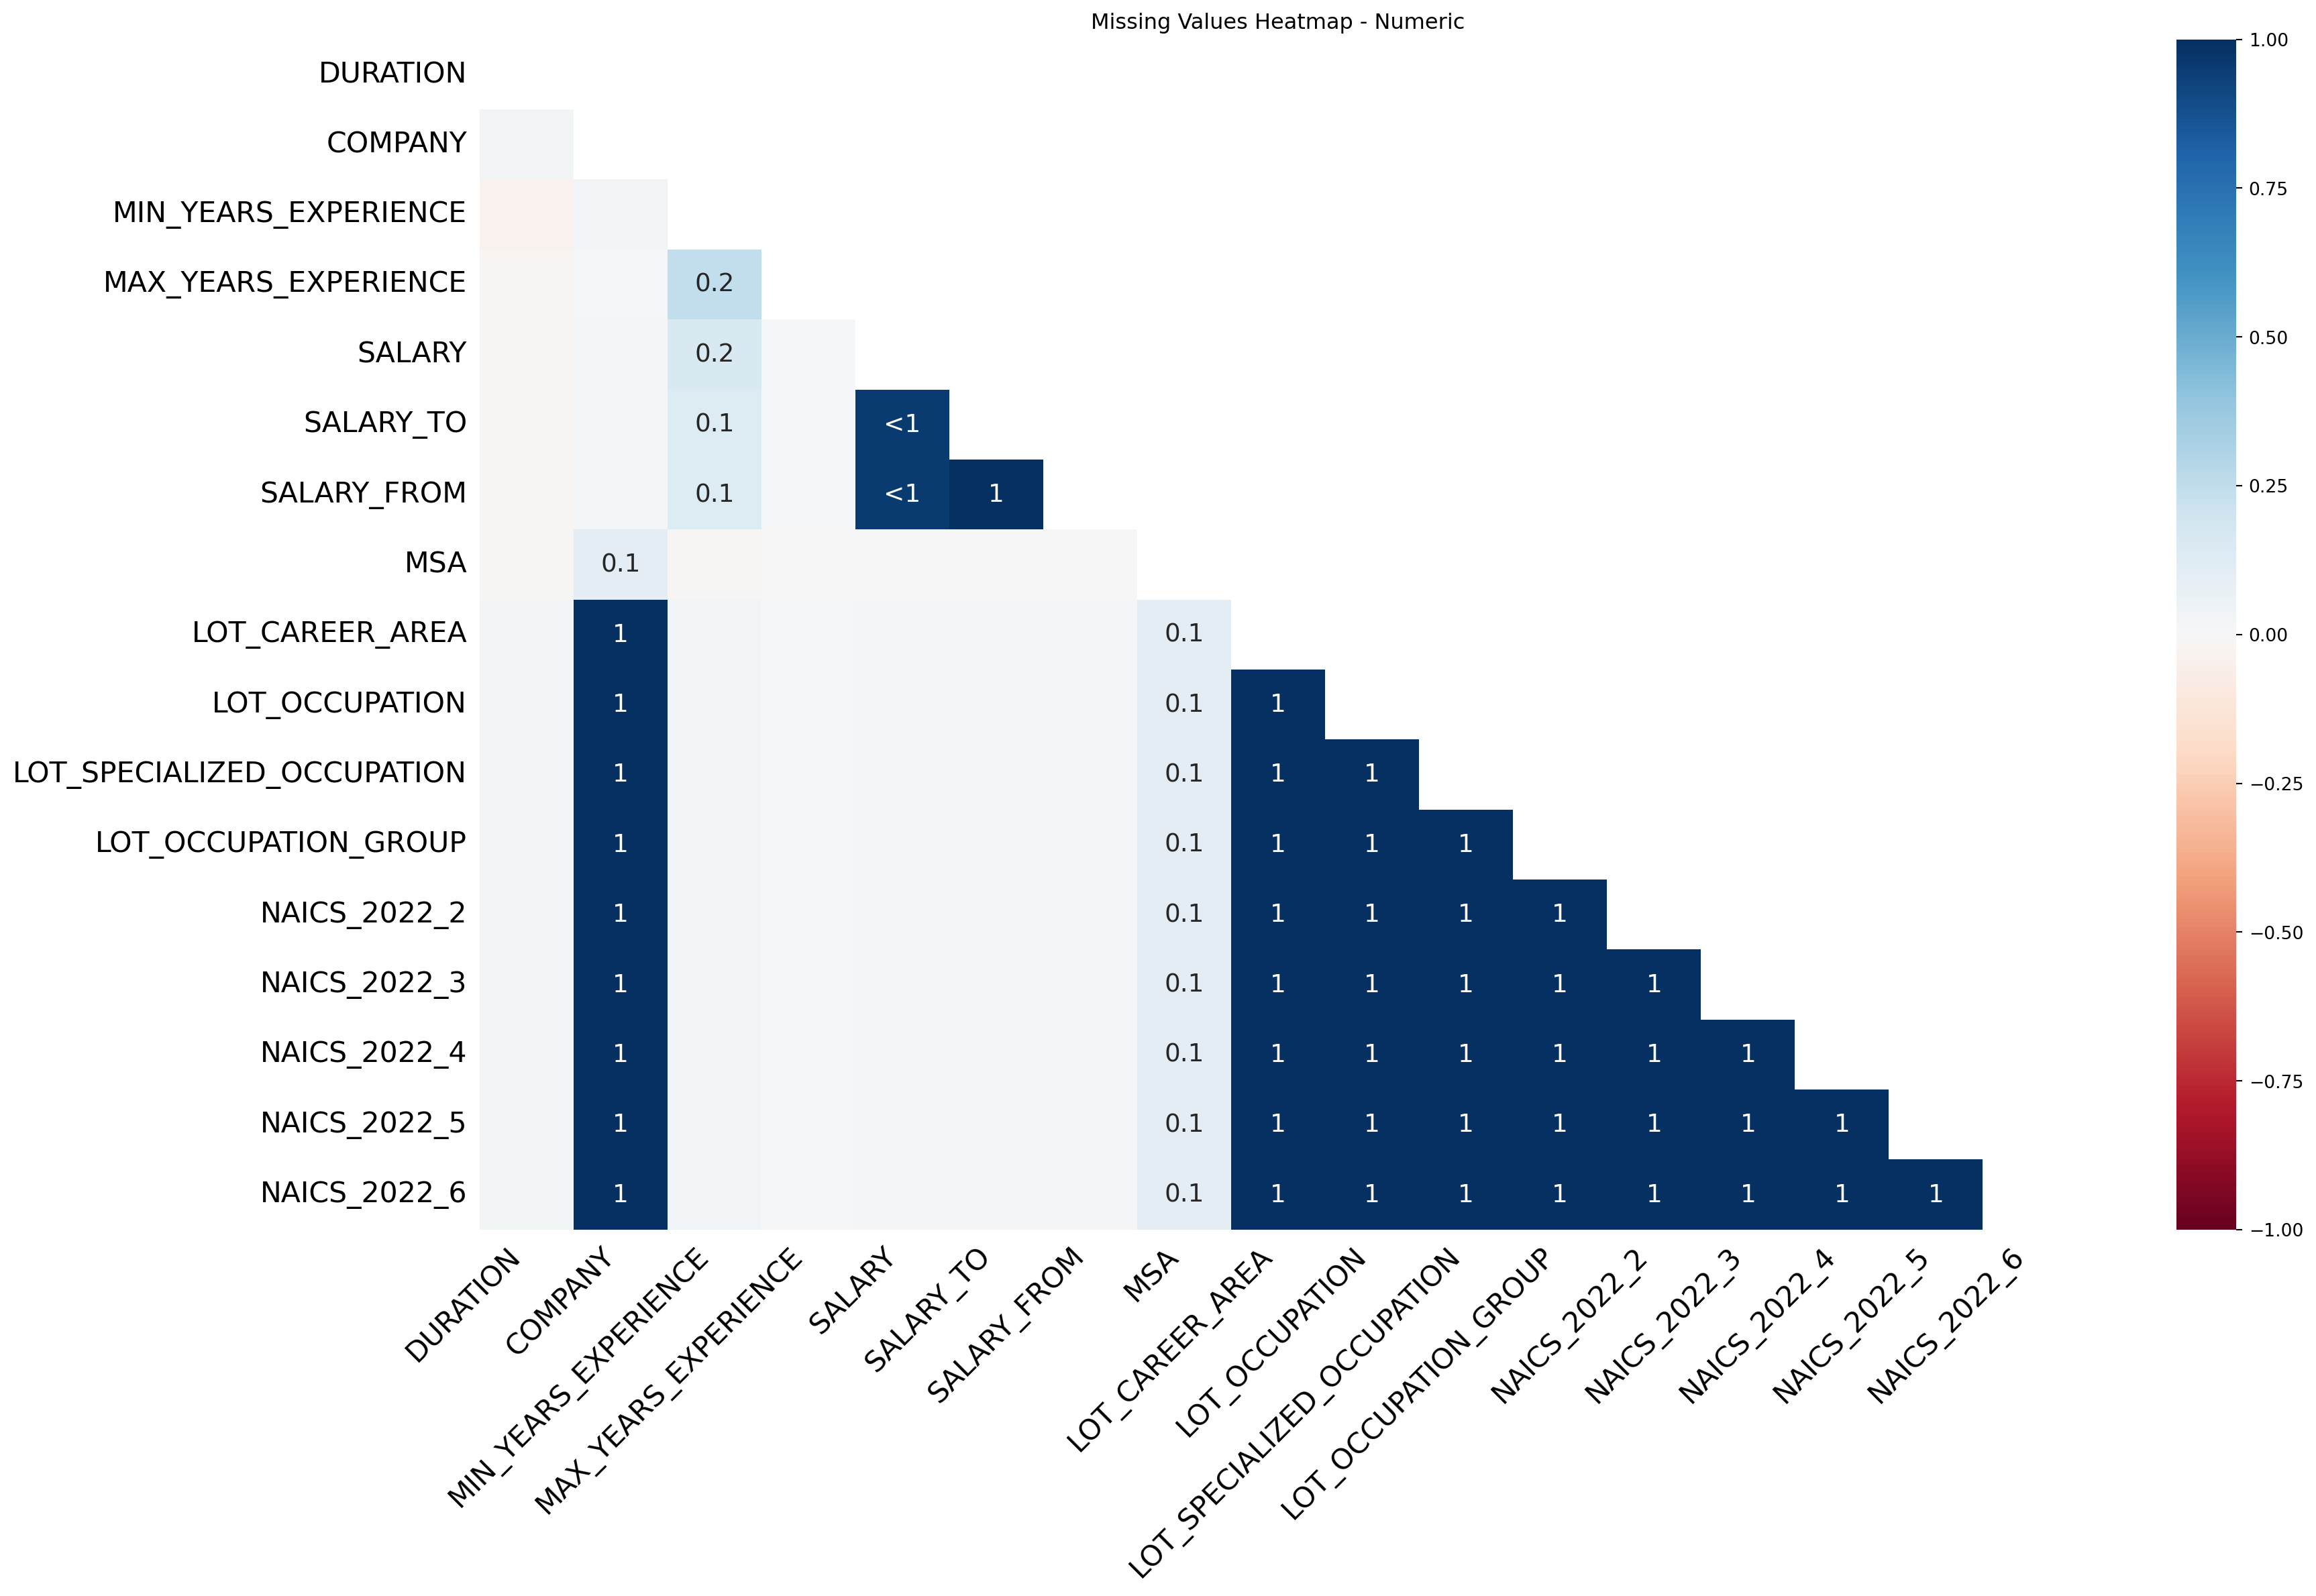 Missing Values Heatmap - Numeric
DURATION
COMPANY
MIN_YEARS_EXPERIENCE
MAX_YEARS_EXPERIENCE 0.2
SALARY 0.2
SALARY_TO 0.1 <1
SALARY_FROM 0.1 <1 1
MSA 0.1
LOT_CAREER_AREA 1 0.1
LOT_OCCUPATION 1 0.1 1
LOT_SPECIALIZED_OCCUPATION 1 0.1 1 1
LOT_OCCUPATION_GROUP 1 0.1 1 1 1
NAICS_2022_2 1 0.1 1 1 1 1
NAICS_2022_3 1 0.1 1 1 1 1 1
NAICS_2022_4 1 0.1 1 1 1 1 1 1
NAICS_2022_5 1 0.1 1 1 1 1 1 1 1
NAICS_2022_6 1 0.1 1 1 1 1 1 1 1 1
DURATION
COMPANY
MIN_YEARS_EXPERIENCE
MAX_YEARS_EXPERIENCE
SALARY
SALARY_TO
SALARY_FROM
MSA
LOT_CAREER_AREA
LOT_OCCUPATION
LOT_SPECIALIZED_OCCUPATION
LOT_OCCUPATION_GROUP
NAICS_2022_2
NAICS_2022_3
NAICS_2022_4
NAICS_2022_5
NAICS_2022_6
1.00
0.75
0.50
0.25
0.00
−0.25
−0.50
−0.75
−1.00